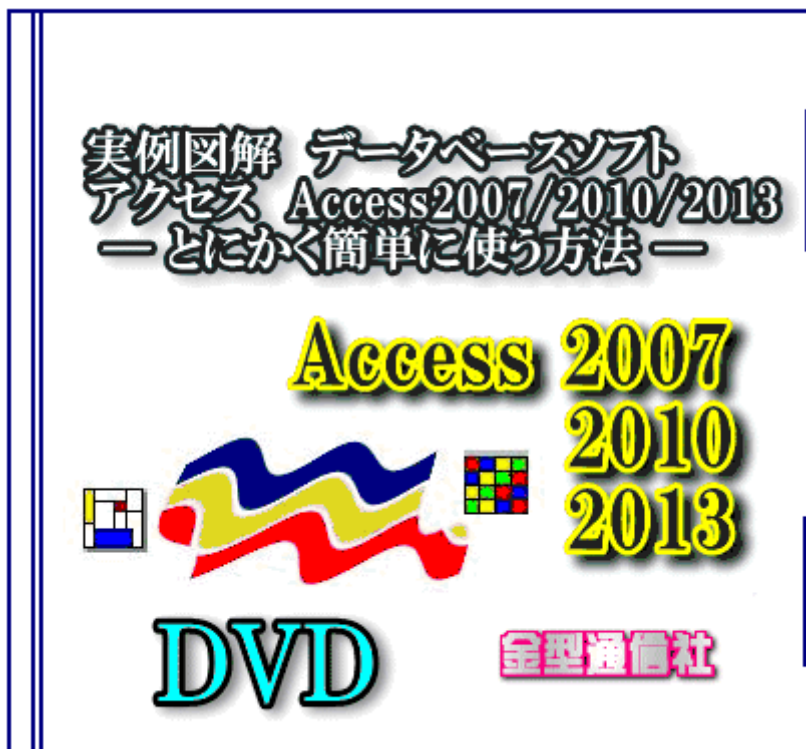 実例図解　データベースソフト
アクセス　Access2007/2010/2013
― とにかく簡単に使う方法 ―
Access 2007
2010
2013
DVD
金型通信社